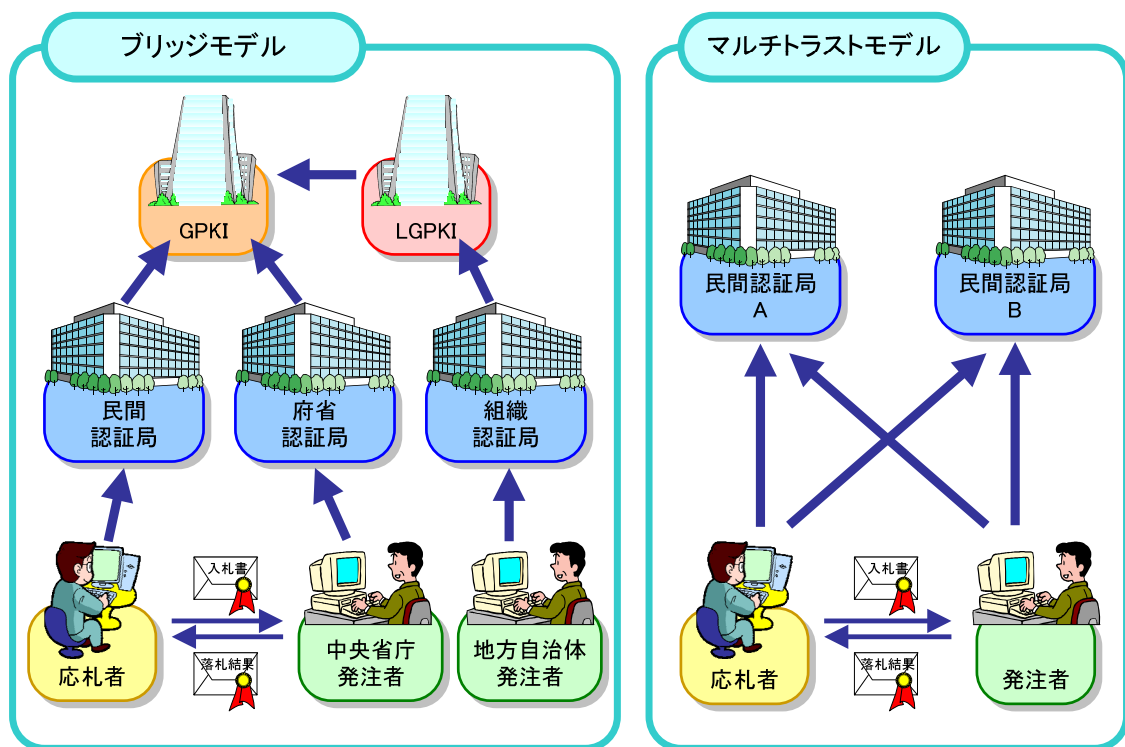 ブリッジモデル
GPKI
LGPKI
民間
認証局
府省
認証局
組織
認証局
入札書
落札結果
応札者
中央省庁
発注者
地方自治体
発注者
マルチトラストモデル
民間認証局
A
民間認証局
B
入札書
落札結果
応札者
発注者